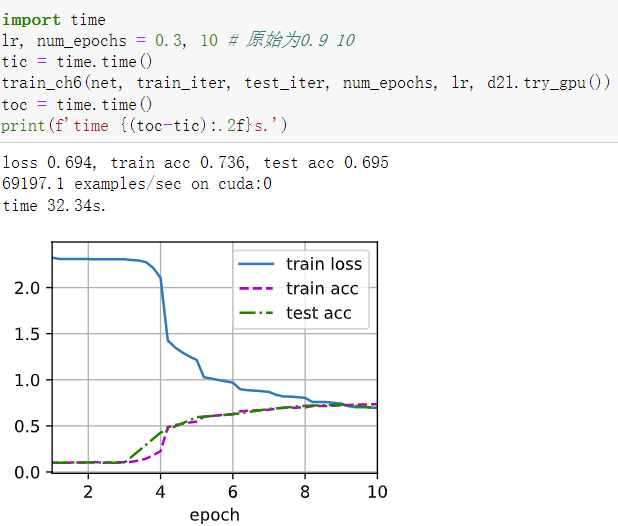 import time
lr, num_epochs = 0.3, 10 # 原始为0.9 10
tic = time.time()
train_ch6(net, train_iter, test_iter, num_epochs, lr, d2l.try_gpu())
toc = time.time()
print(f'time {(toc-tic):.2f}s.')
loss 0.694, train acc 0.736, test acc 0.695
69197.1 examples/sec on cuda:0
time 32.34s.
train loss
train acc
test acc
2.0
1.5
1.0
0.5
0.0
2 4 6 8 10
epoch